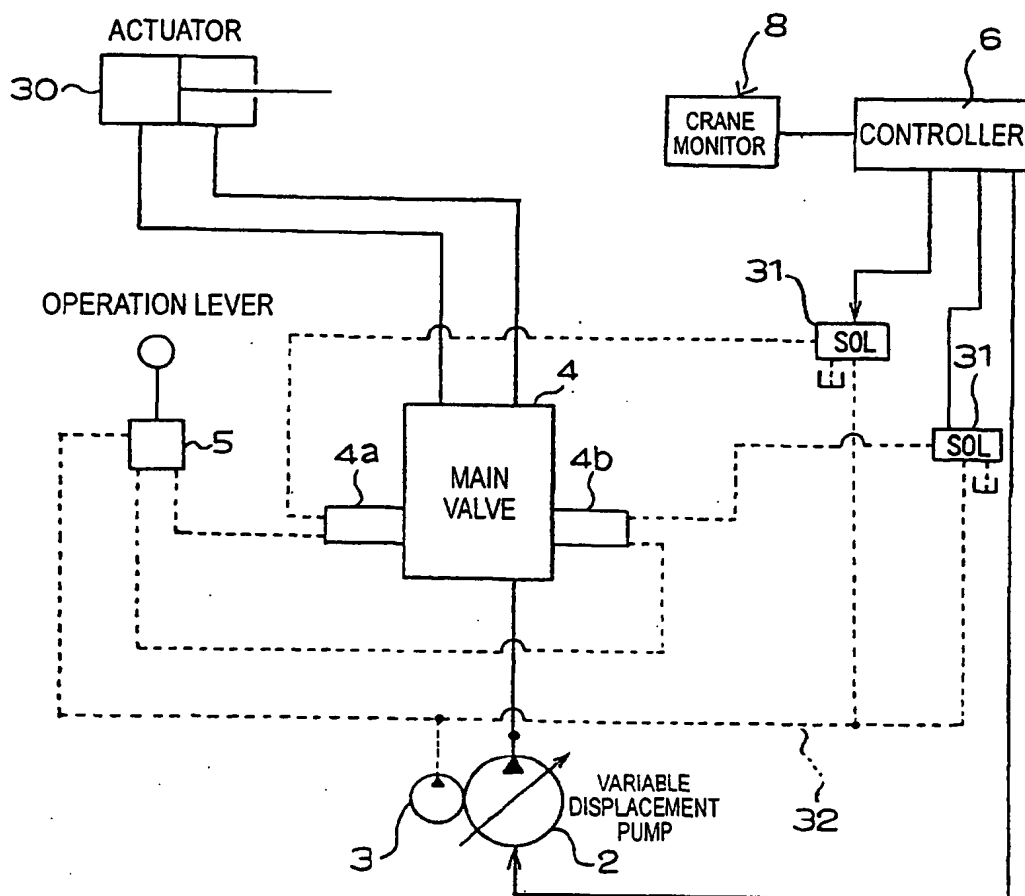 ACTUATOR
30
8
6
CRANE
MONITOR
CONTROLLER
31
SOL
31
SOL
OPERATION LEVER
5
4
4a
4b
MAIN
VALVE
VARIABLE
DISPLACEMENT
PUMP
3
2
32